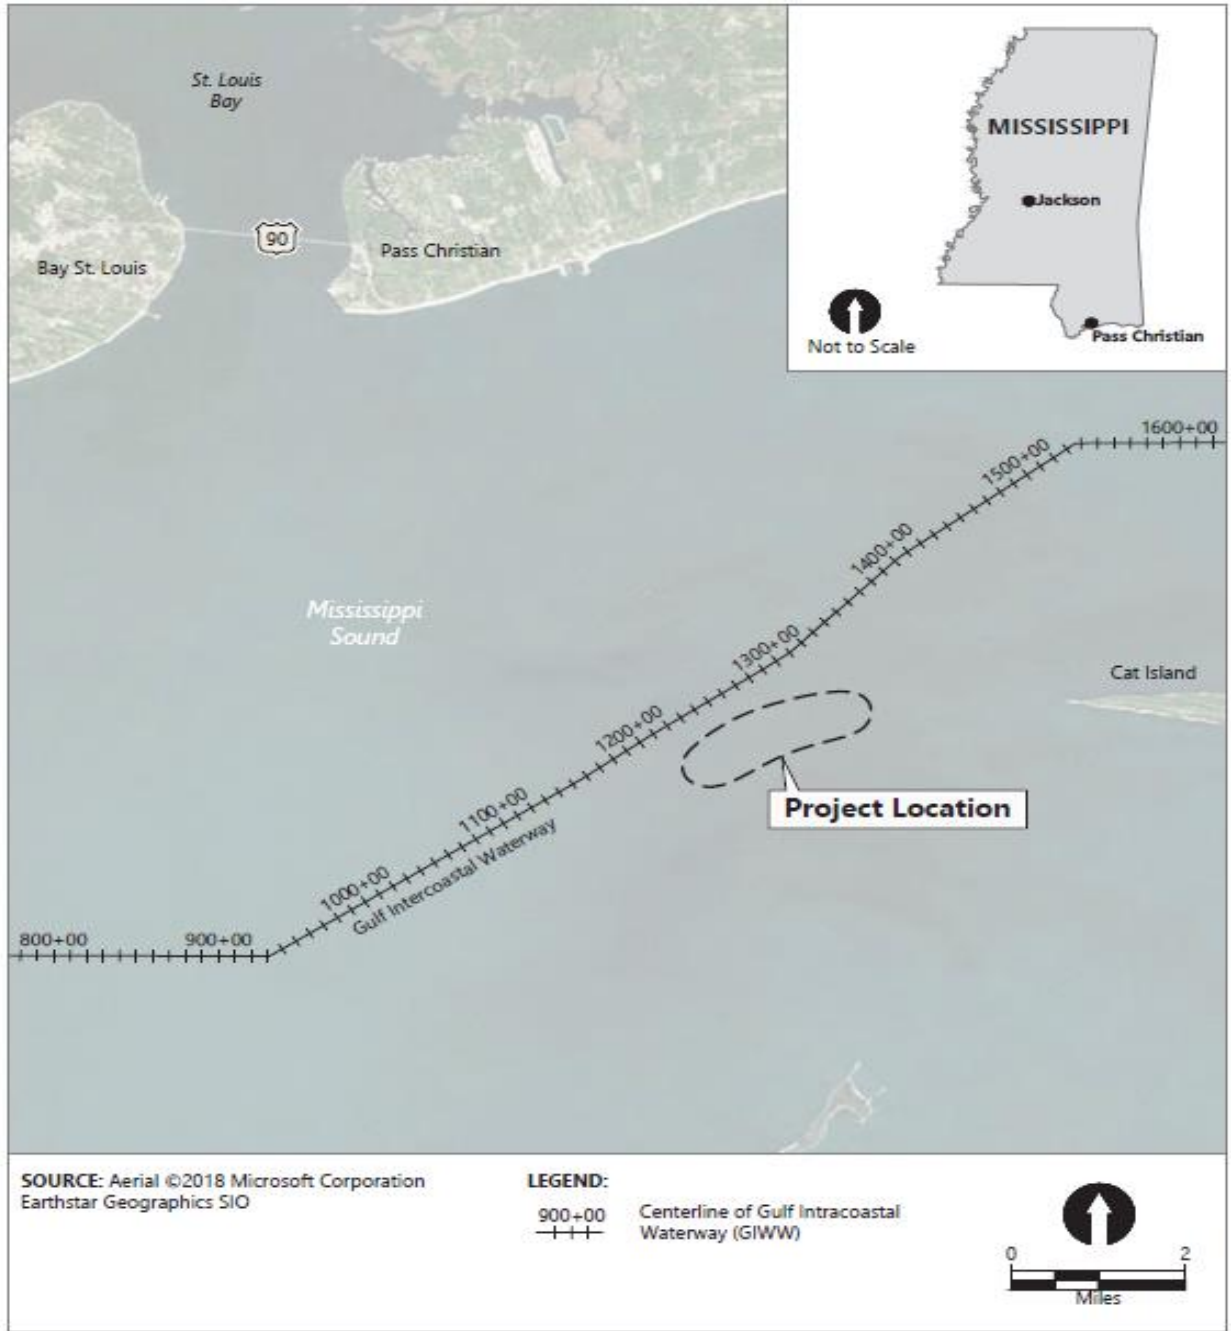 St. Louis
Bay
MISSISSIPPI
Jackson
90
Pass Christian
Bay St. Louis
Not to Scale
Pass Christian
1600+00
1500+00
1400+00
Mississippi
Sound
1300+00
Cat Island
1200+00
Project Location
1100+00
Gulf Intercoastal Waterway
1000+00
800+00
900+00
SOURCE: Aerial ©2018 Microsoft Corporation
Earthstar Geographics SIO
LEGEND:
900+00
Centerline of Gulf Intracoastal
Waterway (GIWW)
0
2
Miles